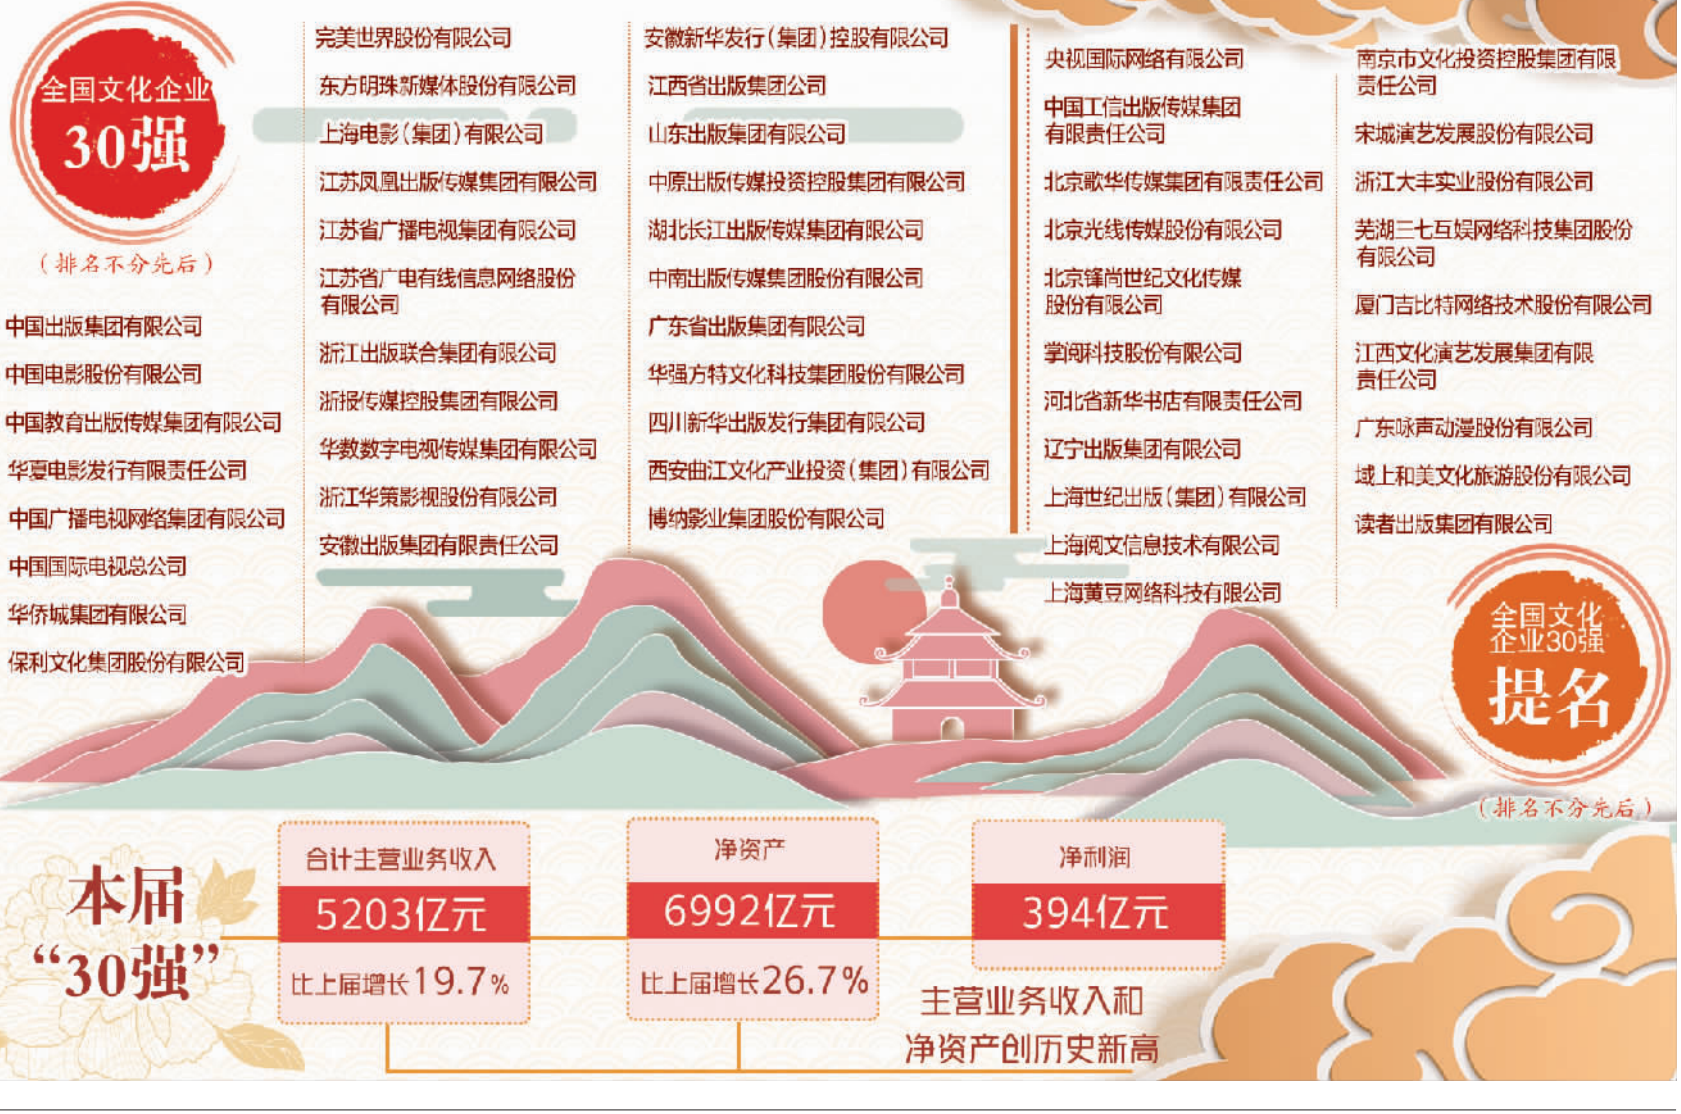 全国文化企业
30强
（排名不分先后）
中国出版集团有限公司
中国电影股份有限公司
中国教育出版传媒集团有限公司
华夏电影发行有限责任公司
中国广播电视网络集团有限公司
中国国际电视总公司
华侨城集团有限公司
保利文化集团股份有限公司
完美世界股份有限公司
东方明珠新媒体股份有限公司
上海电影（集团）有限公司
江苏凤凰出版传媒集团有限公司
江苏省广播电视集团有限公司
江苏省广电有线信息网络股份
有限公司
浙江出版联合集团有限公司
浙报传媒控股集团有限公司
华数数字电视传媒集团有限公司
浙江华策影视股份有限公司
安徽出版集团有限责任公司
安徽新华发行（集团）控股有限公司
江西省出版集团公司
山东出版集团有限公司
中原出版传媒投资控股集团有限公司
湖北长江出版传媒集团有限公司
中南出版传媒集团股份有限公司
广东省出版集团有限公司
华强方特文化科技集团股份有限公司
四川新华出版发行集团有限公司
西安曲江文化产业投资（集团）有限公司
博纳影业集团股份有限公司
央视国际网络有限公司
中国工信出版传媒集团
有限责任公司
北京歌华传媒集团有限责任公司
北京光线传媒股份有限公司
北京锋尚世纪文化传媒
股份有限公司
掌阅科技股份有限公司
河北省新华书店有限责任公司
辽宁出版集团有限公司
上海世纪出版（集团）有限公司
上海阅文信息技术有限公司
上海黄豆网络科技有限公司
南京市文化投资控股集团有限
责任公司
宋城演艺发展股份有限公司
浙江大丰实业股份有限公司
芜湖三七互娱网络科技集团股份
有限公司
厦门吉比特网络技术股份有限公司
江西文化演艺发展集团有限
责任公司
广东咏声动漫股份有限公司
域上和美文化旅游股份有限公司
读者出版集团有限公司
全国文化
企业30强
提名
（排名不分先后）
本届
“30强”
合计主营业务收入
5203亿元
比上届增长19.7%
净资产
6992亿元
比上届增长26.7%
净利润
394亿元
主营业务收入和
净资产创历史新高